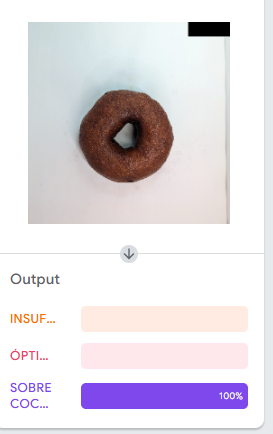 Output
INSUF...
ÓPTI...
SOBRE
COC...
100%